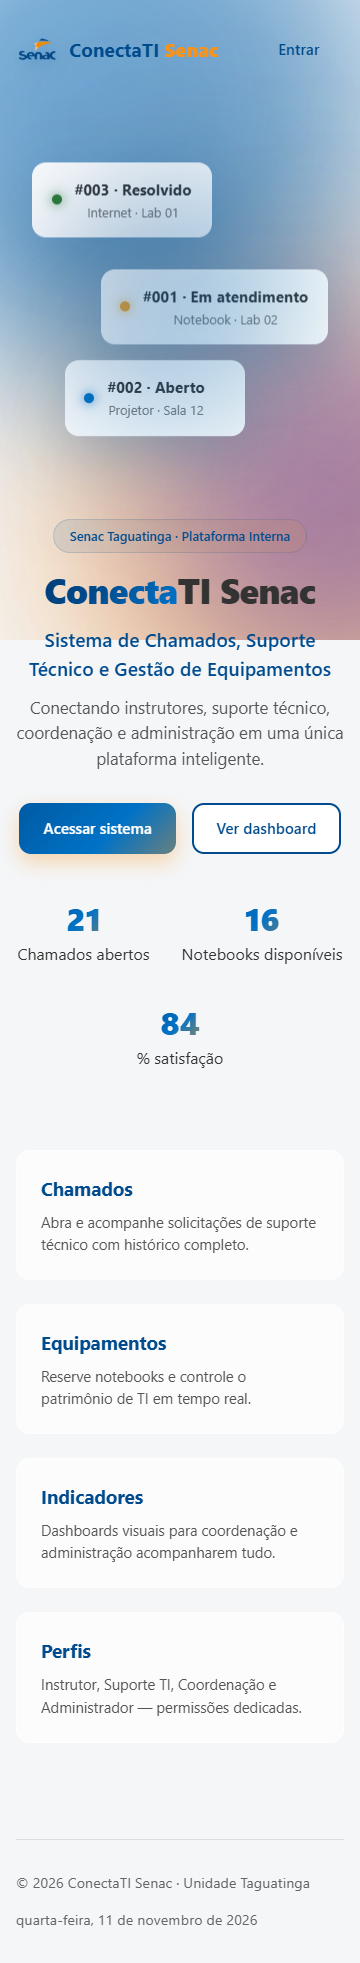 senac ConectaTI Senac Entrar
#003 · Resolvido
Internet · Lab 01
#001 · Em atendimento
Notebook · Lab 02
#002 · Aberto
Projetor · Sala 12
Senac Taguatinga · Plataforma Interna
ConectaTI Senac
Sistema de Chamados, Suporte
Técnico e Gestão de Equipamentos
Conectando instrutores, suporte técnico,
coordenação e administração em uma única
plataforma inteligente.
Acessar sistema Ver dashboard
21 16
Chamados abertos Notebooks disponíveis
84
% satisfação
Chamados
Abra e acompanhe solicitações de suporte
técnico com histórico completo.
Equipamentos
Reserve notebooks e controle o
patrimônio de TI em tempo real.
Indicadores
Dashboards visuais para coordenação e
administração acompanharem tudo.
Perfis
Instrutor, Suporte TI, Coordenação e
Administrador — permissões dedicadas.
© 2026 ConectaTI Senac · Unidade Taguatinga
quarta-feira, 11 de novembro de 2026